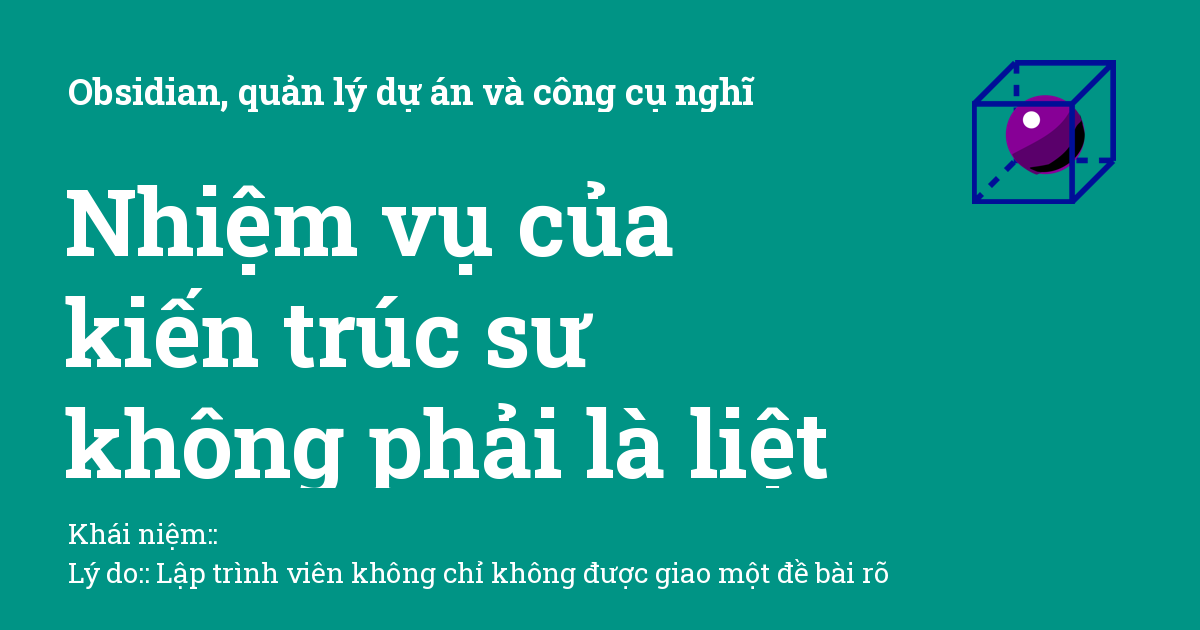 Obsidian, quản lý dự án và công cụ nghĩ
Nhiệm vụ của
kiến trúc sư
không phải là liệt
Khái niệm::
Lý do:: Lập trình viên không chỉ không được giao một đề bài rõ